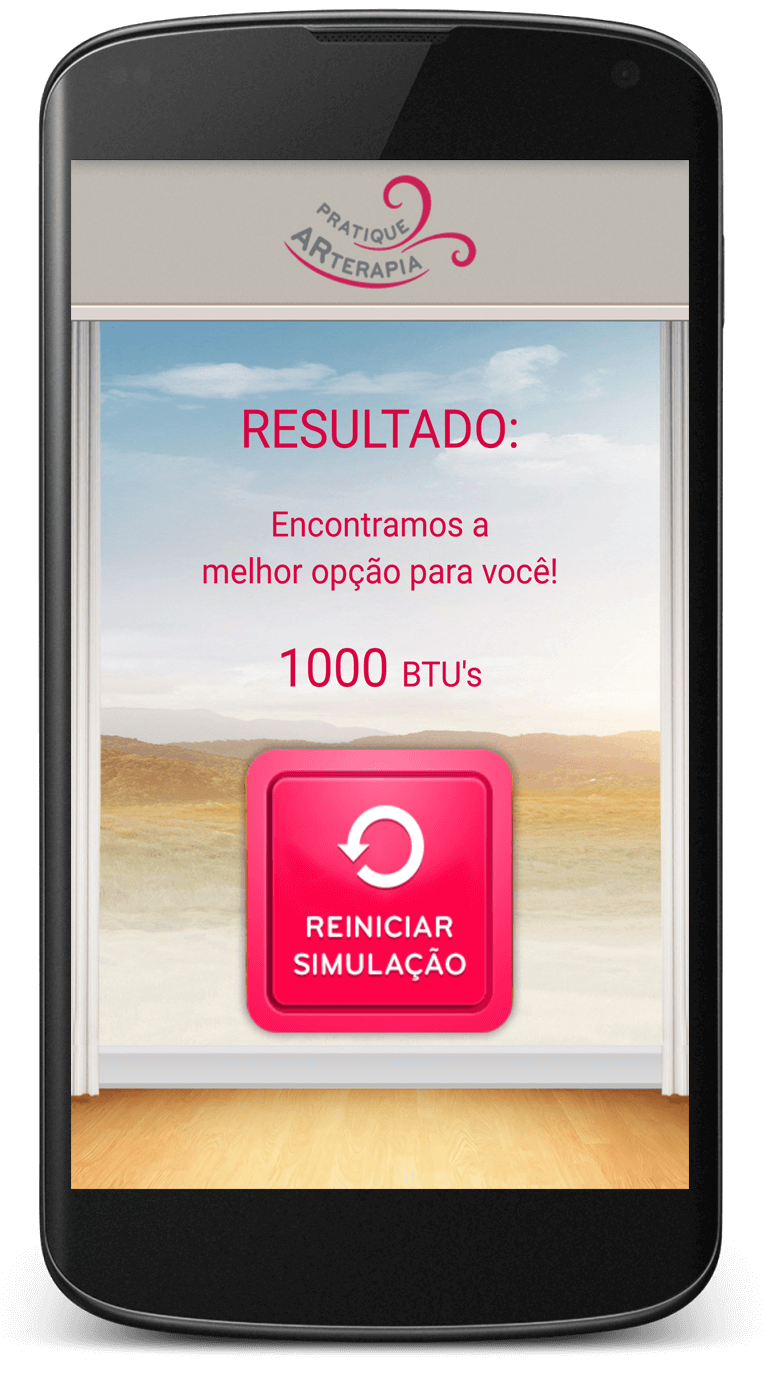 PRATIQUE
ARTERAPIA
RESULTADO:
Encontramos a
melhor opção para você!
1000 BTU's
REINICIAR
SIMULAÇÃO